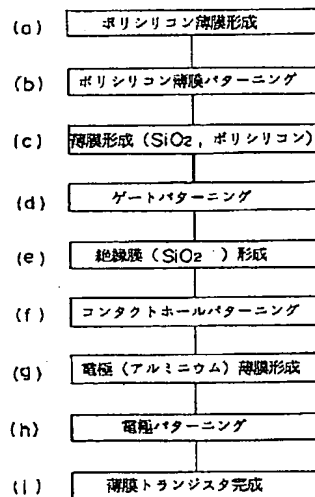 (a) ポリシリコン薄膜形成
(b) ポリシリコン薄膜パターニング
(c) 薄膜形成(SiO2,ポリシリコン)
(d) ゲートパターニング
(e) 絶縁膜(SiO2)形成
(f) コンタクトホールパターニング
(g) 電極(アルミニウム)薄膜形成
(h) 電極パターニング
(i) 薄膜トランジスタ完成